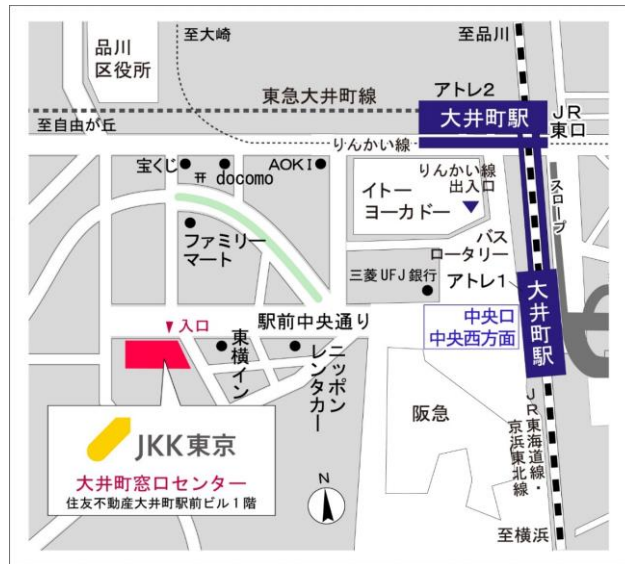 至大崎
至品川
品川
区役所
アトレ2
東急大井町線
大井町駅
JR
東口
至自由が丘
りんかい線
宝くじ
docomo
AOKI
りんかい線
出入口
イトー
ヨーカドー
スロープ
ファミリー
マート
バス
ロータリー
三菱UFJ銀行
アトレ1
大井町駅
入口
駅前中央通り
中央口
中央西方面
東横イン
ニッポン
レンタカー
阪急
JR東海道線・
京浜東北線
JKK東京
大井町窓口センター
住友不動産大井町駅前ビル1階
N
至横浜